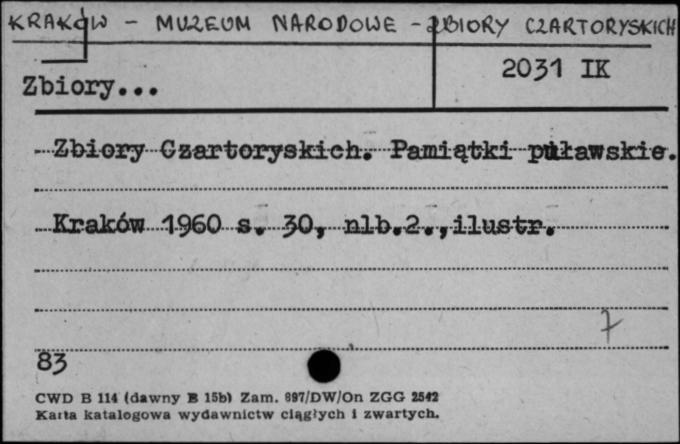 KRAKÓW - MUZEUM NARODOWE - ZBIORY CZARTORYSKICH
2031 IK
Zbiory...
Zbiory Czartoryskich. Pamiątki puławskie.
Kraków 1960 s. 30, nlb.2.,ilustr.
7
83
CWD B 114 (dawny B 15b) Zam. 897/DW/On ZGG 2542
Karta katalogowa wydawnictw ciągłych i zwartych.